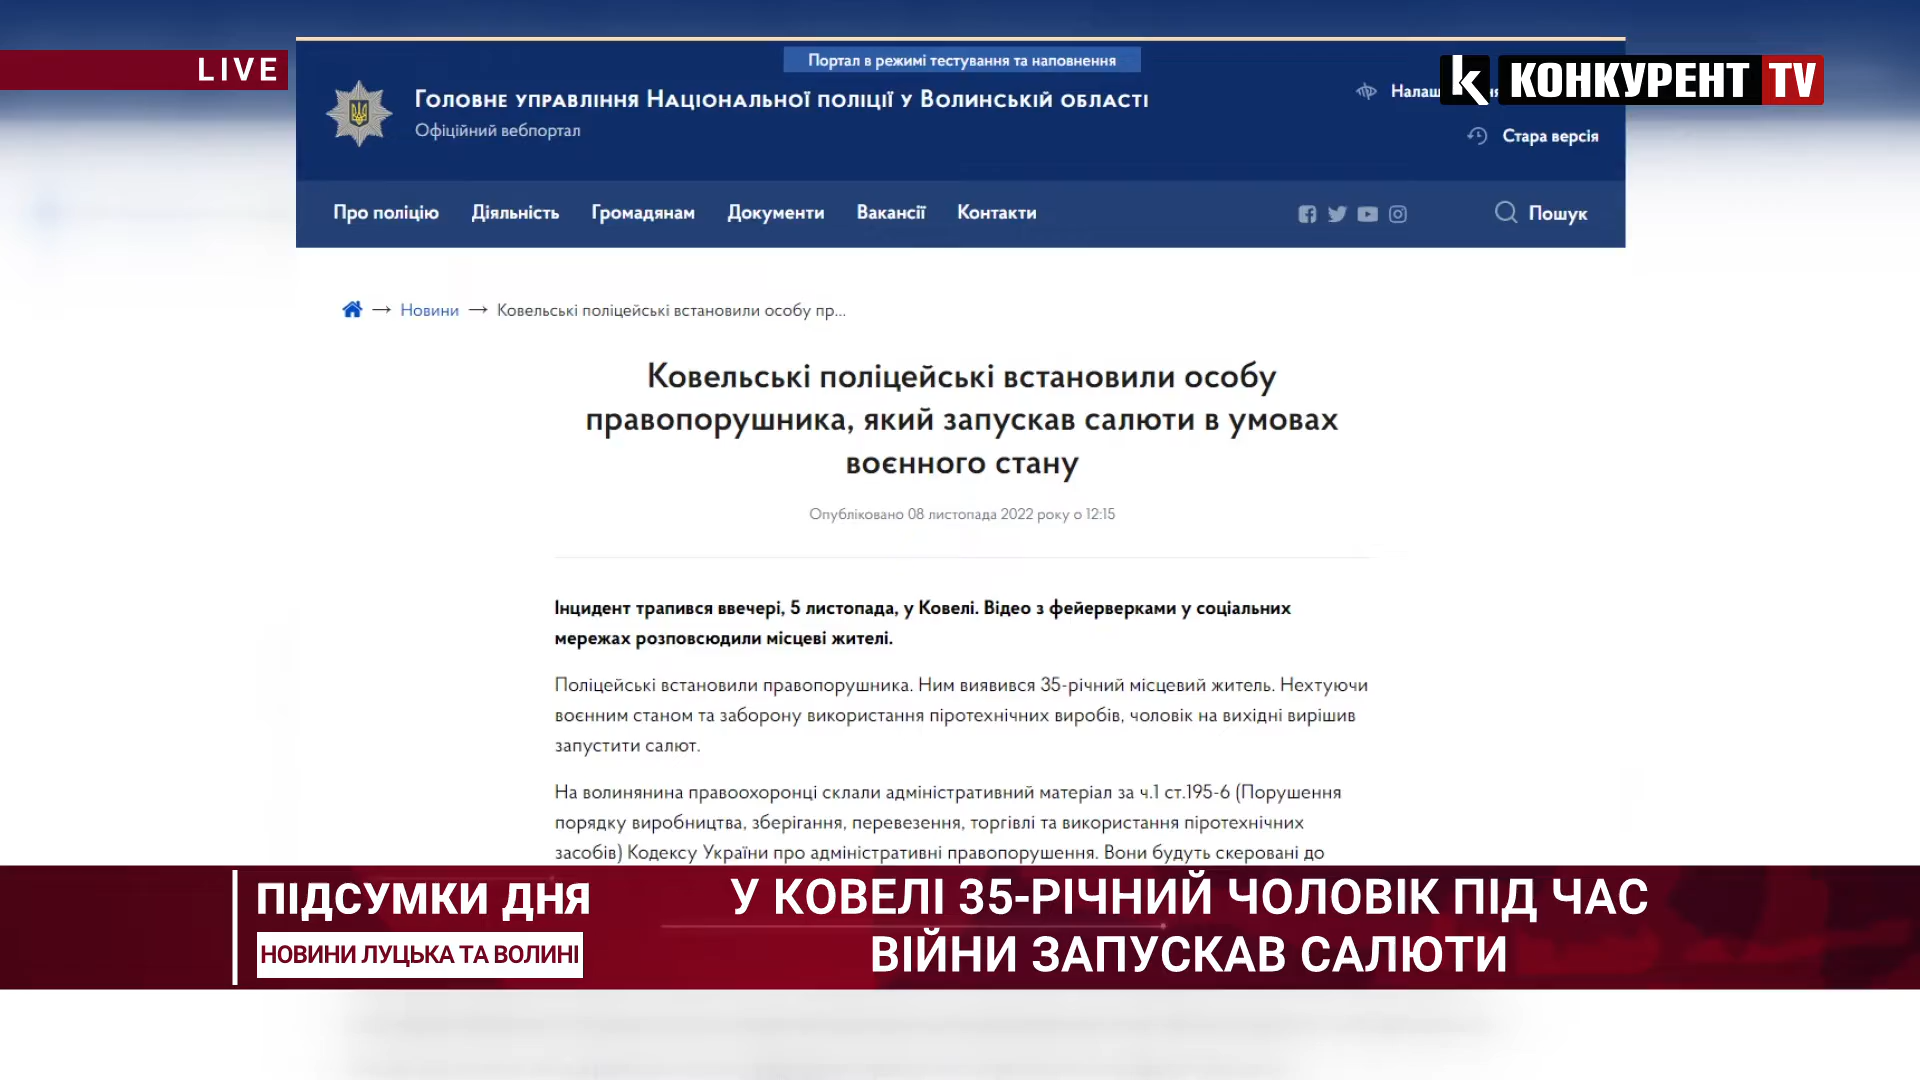 LIVE
Портал в режимі тестування та наповнення
Головне управління Національної поліції у Волинській області
Офіційний вебпортал
КОНКУРЕНТ TV
Стара версія
Про поліцію Діяльність Громадянам Документи Вакансії Контакти Пошук
Новини → Ковельські поліцейські встановили особу пр...
Ковельські поліцейські встановили особу
правопорушника, який запускав салюти в умовах
воєнного стану
Опубліковано 08 листопада 2022 року о 12:15
Інцидент трапився ввечері, 5 листопада, у Ковелі. Відео з фейерверками у соціальних
мережах розповсюдили місцеві жителі.
Поліцейські встановили правопорушника. Ним виявився 35-річний місцевий житель. Нехтуючи
воєнним станом та заборону використання піротехнічних виробів, чоловік на вихідні вирішив
запустити салют.
На волинянина правоохоронці склали адміністративний матеріал за ч.1 ст.195-6 (Порушення
порядку виробництва, зберігання, перевезення, торгівлі та використання піротехнічних
засобів) Кодексу України про адміністративні правопорушення. Вони будуть скеровані до
ПІДСУМКИ ДНЯ
НОВИНИ ЛУЦЬКА ТА ВОЛИНІ
У КОВЕЛІ 35-РІЧНИЙ ЧОЛОВІК ПІД ЧАС
ВІЙНИ ЗАПУСКАВ САЛЮТИ